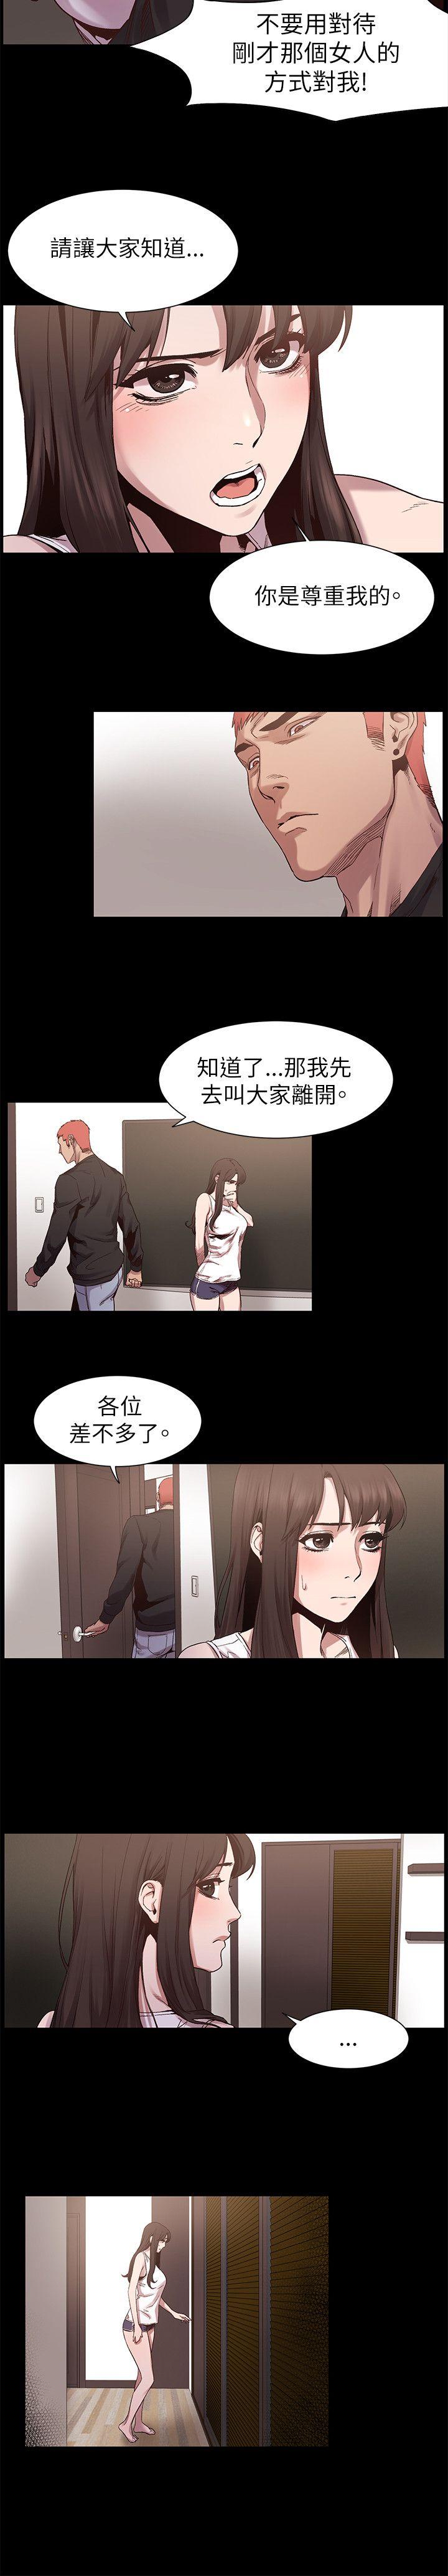 不要用對待
剛才那個女人的
方式對我!
請讓大家知道...
你是尊重我的。
知道了...那我先
去叫大家離開。
各位
差不多了。
...